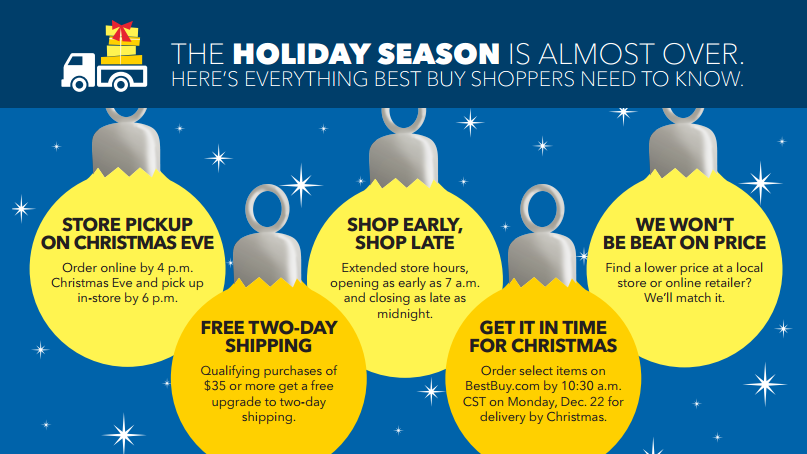 THE HOLIDAY SEASON IS ALMOST OVER.
HERE'S EVERYTHING BEST BUY SHOPPERS NEED TO KNOW.
STORE PICKUP
ON CHRISTMAS EVE
Order online by 4 p.m.
Christmas Eve and pick up
in-store by 6 p.m.
FREE TWO-DAY
SHIPPING
Qualifying purchases of
$35 or more get a free
upgrade to two-day
shipping.
SHOP EARLY,
SHOP LATE
Extended store hours,
opening as early as 7 a.m.
and closing as late as
midnight.
GET IT IN TIME
FOR CHRISTMAS
Order select items on
BestBuy.com by 10:30 a.m.
CST on Monday, Dec. 22 for
delivery by Christmas.
WE WON'T
BE BEAT ON PRICE
Find a lower price at a local
store or online retailer?
We'll match it.